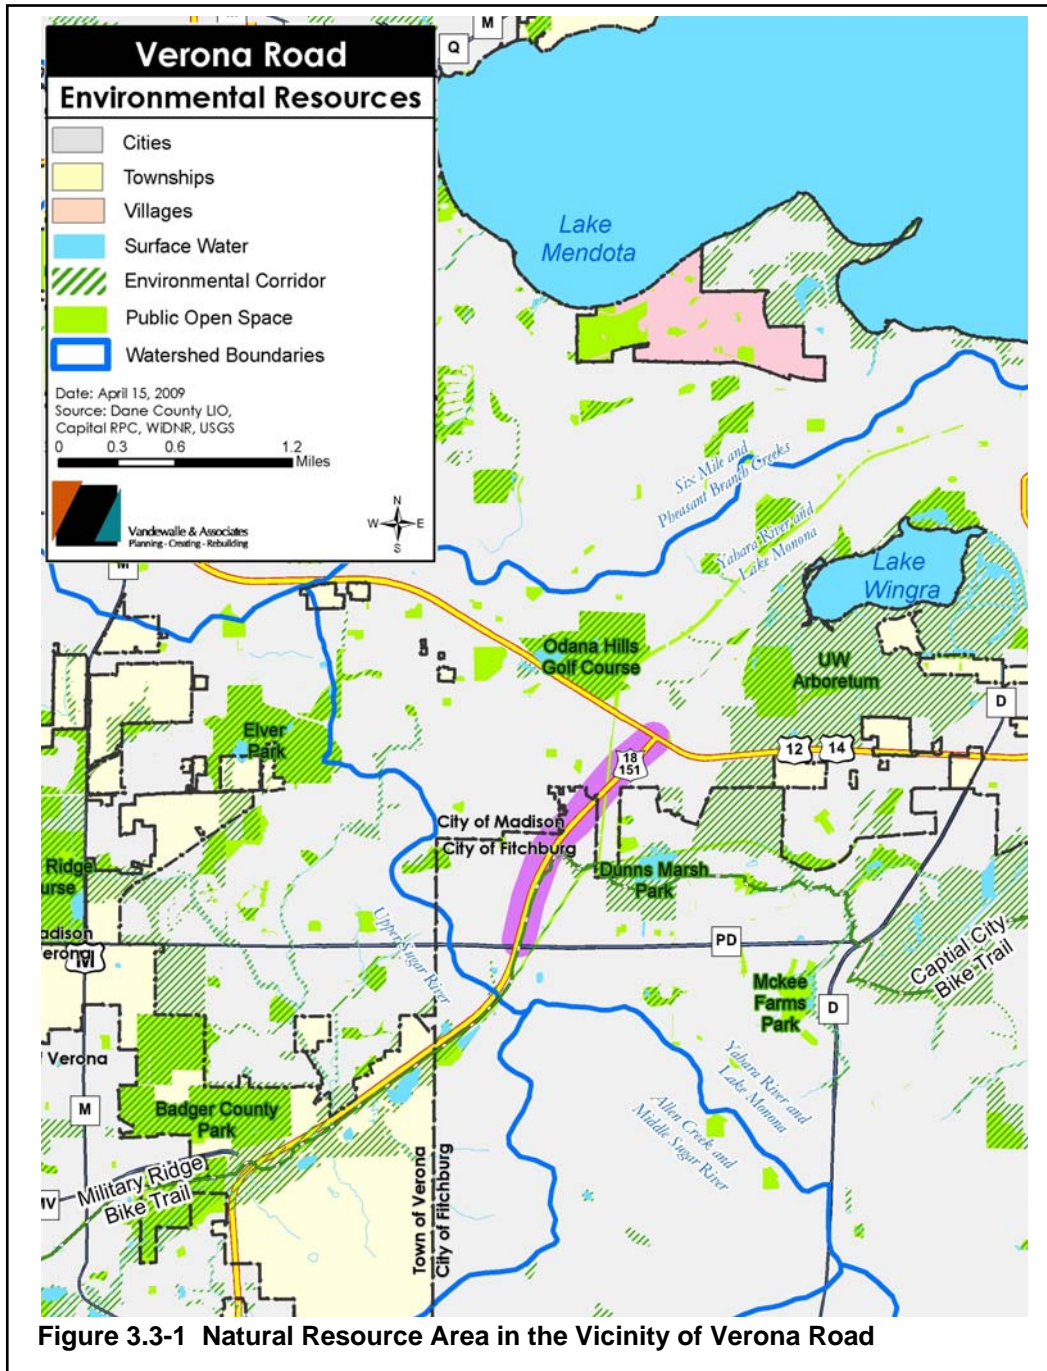 M
Q
Verona Road
Environmental Resources
Cities
Townships
Villages
Surface Water
Environmental Corridor
Public Open Space
Watershed Boundaries
Date: April 15, 2009
Source: Dane County LIO,
Capital RPC, WiDNR, USGS
0 0.3 0.6 1.2
Miles
Vandewalle & Associates
Planning - Creating - Rebuilding
N
W E
S
Lake
Mendota
Six Mile and
Pheasant Branch Creeks
Yahara River and
Lake Monona
Lake
Wingra
M
Odana Hills
Golf Course
UW
Arboretum
D
Elver
Park
12 14
18
151
City of Madison
City of Fitchburg
Ridge
urse
Dunns Marsh
Park
adison
erona
M
Upper Sugar River
PD
Captial City
Bike Trail
Mckee
Farms
Park
D
Verona
M
Yahara River and
Lake Monona
Allen Creek and
Middle Sugar River
Badger County
Park
Military Ridge
Bike Trail
MV
Town of Verona
City of Fitchburg
Figure 3.3-1 Natural Resource Area in the Vicinity of Verona Road